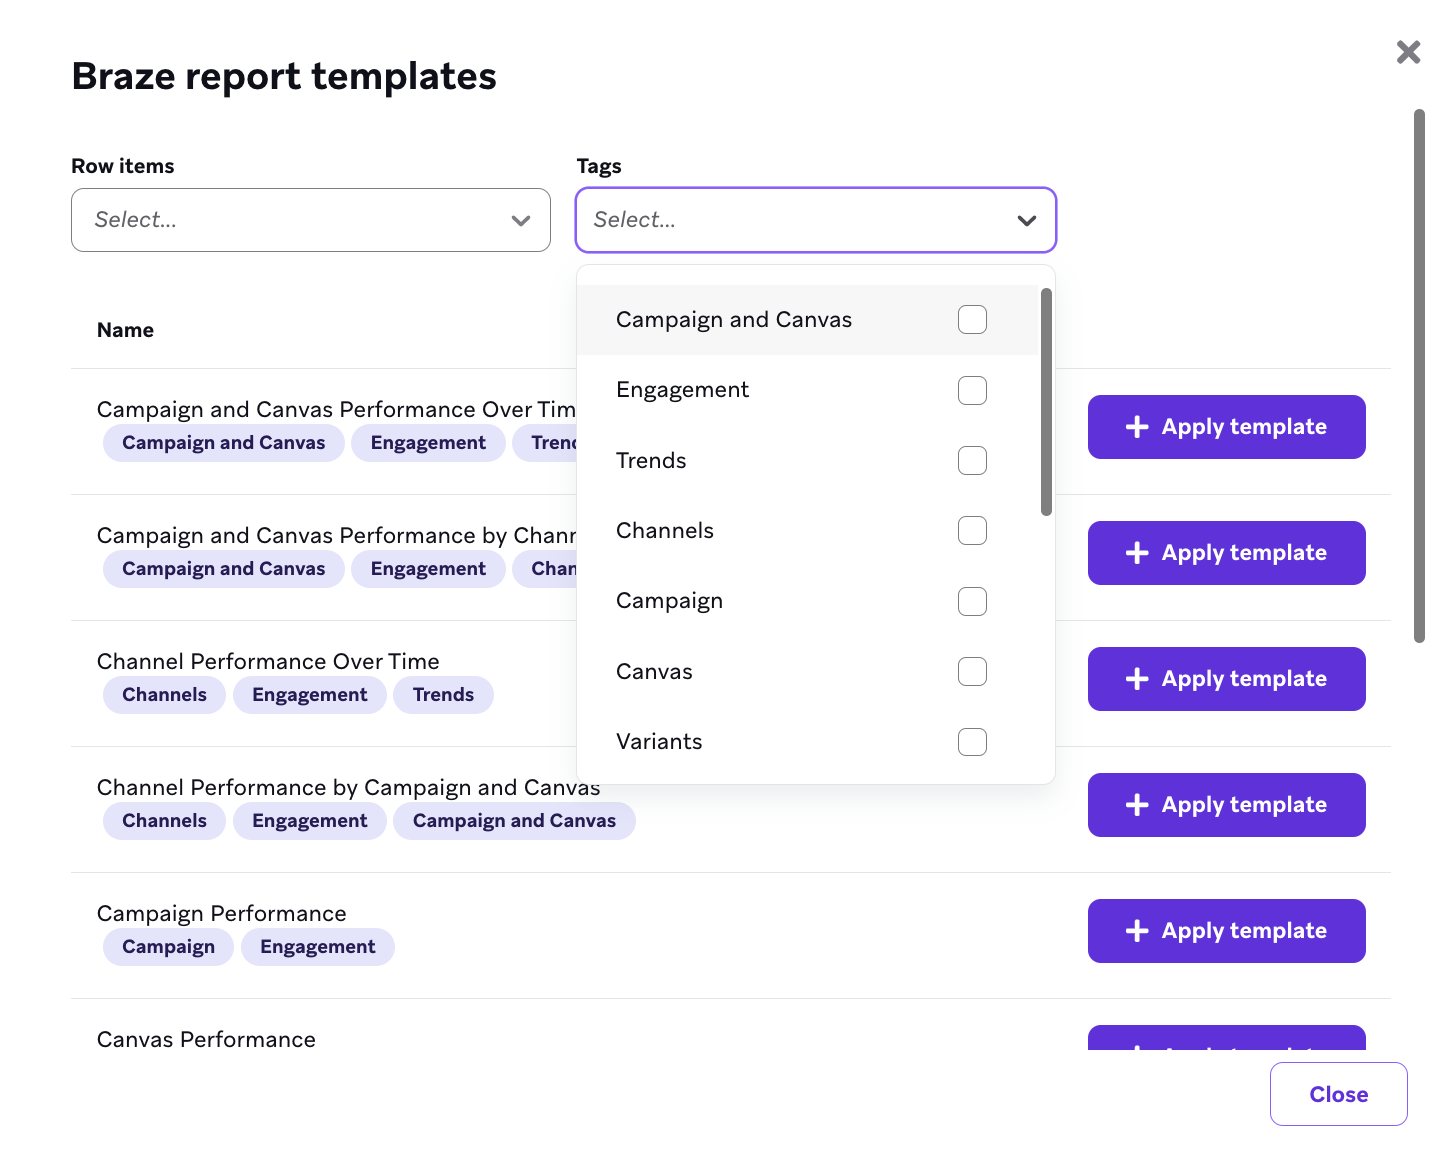 Braze report templates
Row items
Tags
Select...
Select...
Name
Campaign and Canvas
Engagement
Trends
Channels
Campaign
Canvas
Variants
Campaign and Canvas Performance Over Tim
Campaign and Canvas Engagement Trend
Apply template
Campaign and Canvas Performance by Chann
Campaign and Canvas Engagement Chan
Apply template
Channel Performance Over Time
Channels Engagement Trends
Apply template
Channel Performance by Campaign and Canvas
Channels Engagement Campaign and Canvas
Apply template
Campaign Performance
Campaign Engagement
Apply template
Canvas Performance
Close